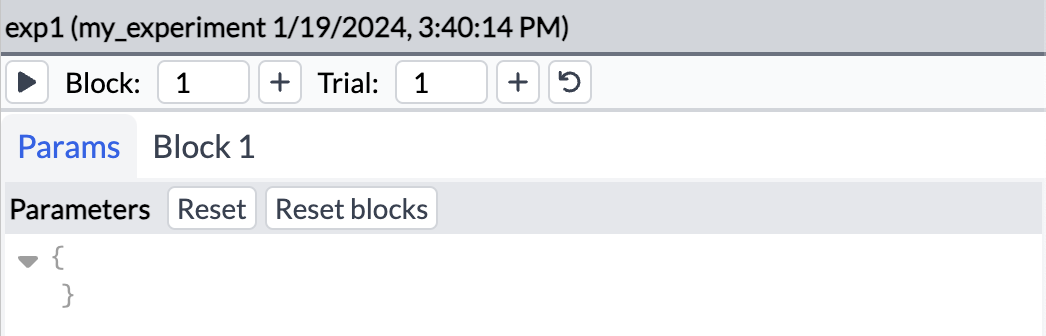 exp1 (my_experiment 1/19/2024, 3:40:14 PM)
Block: 1 + Trial: 1 +
Params Block 1
Parameters Reset Reset blocks
{
}